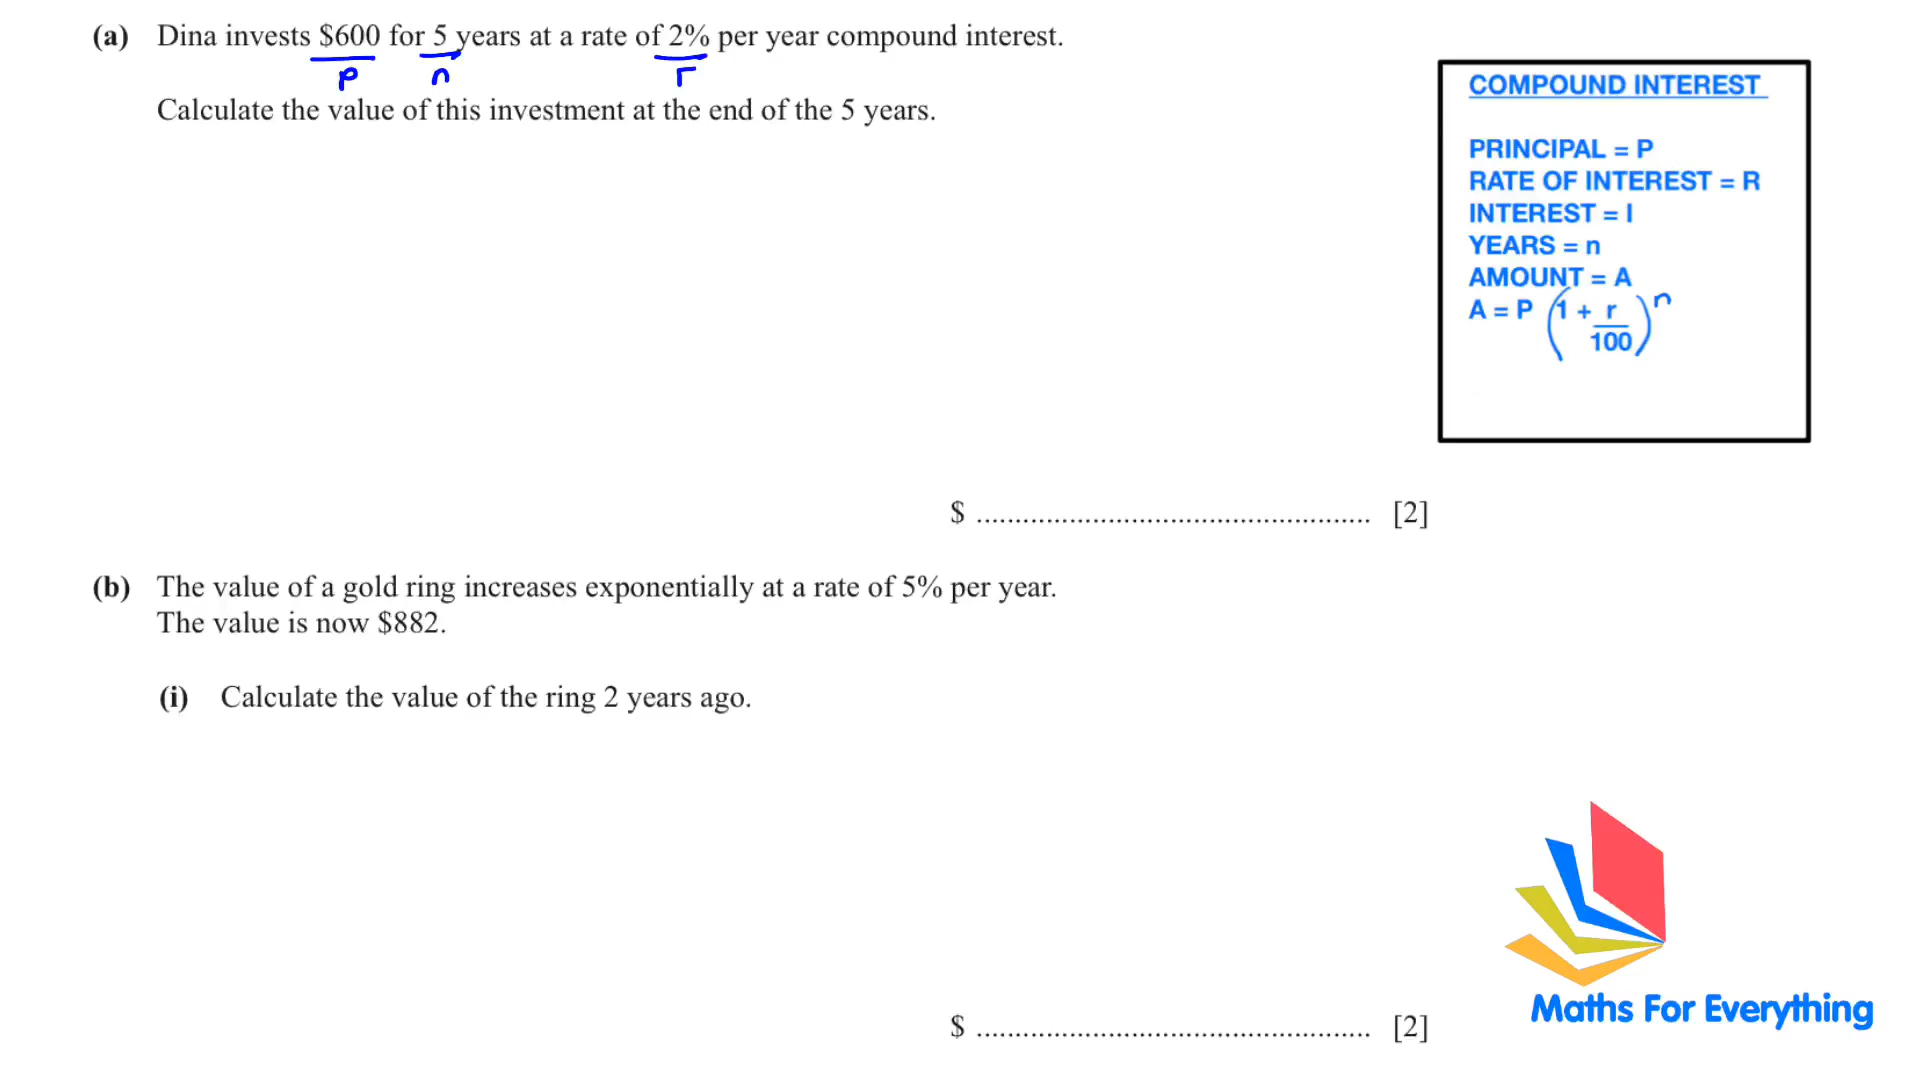 (a) Dina invests $600 for 5 years at a rate of 2% per year compound interest.
p n r
Calculate the value of this investment at the end of the 5 years.
COMPOUND INTEREST
PRINCIPAL = P
RATE OF INTEREST = R
INTEREST = I
YEARS = n
AMOUNT = A
A = P (1 + r/100)^n
$ ................................................... [2]
(b) The value of a gold ring increases exponentially at a rate of 5% per year.
The value is now $882.
(i) Calculate the value of the ring 2 years ago.
$ ................................................... [2]
Maths For Everything